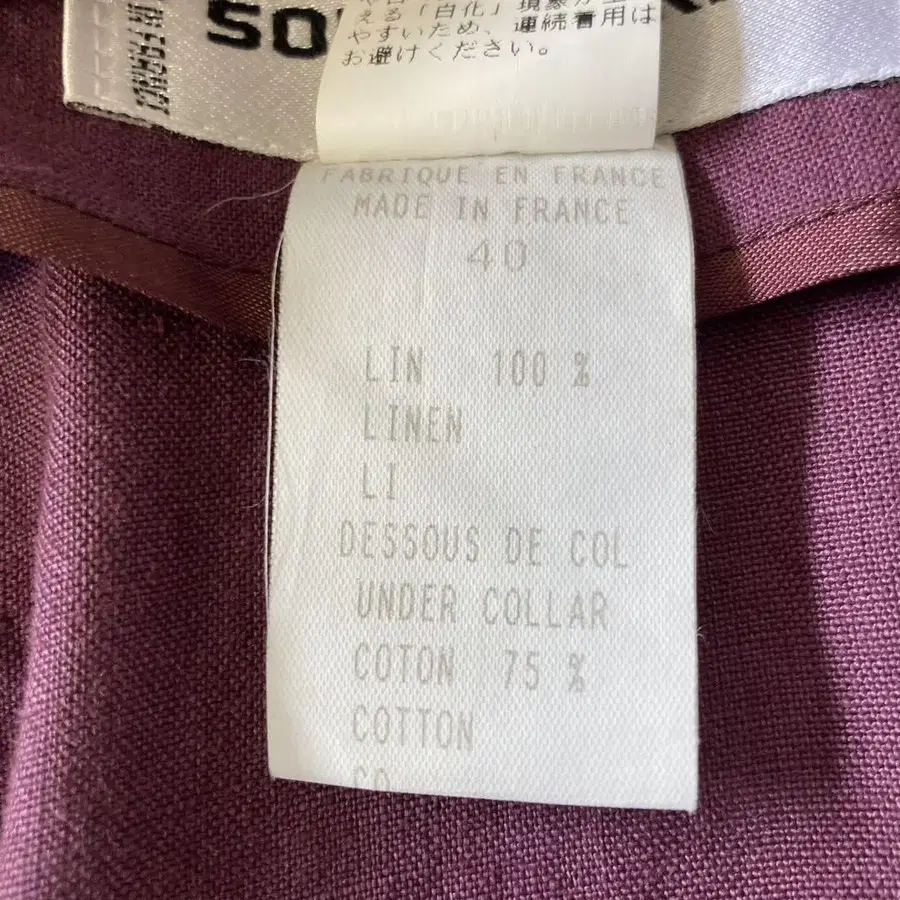 SO
える「白化」現象が
やすいため、連続着用は
お避けください。
FABRIQUE EN FRANCE
MADE IN FRANCE
40
LIN 100 %
LINEN
LI
DESSOUS DE COL
UNDER COLLAR
COTON 75 %
COTTON
CO